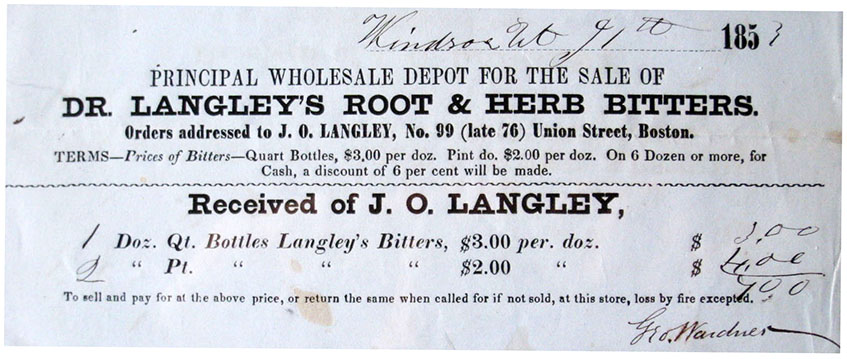 Windsor Vt 1853
PRINCIPAL WHOLESALE DEPOT FOR THE SALE OF
DR. LANGLEY'S ROOT & HERB BITTERS.
Orders addressed to J. O. LANGLEY, No. 99 (late 76) Union Street, Boston.
TERMS—Prices of Bitters—Quart Bottles, $3,00 per doz. Pint do. $2.00 per doz. On 6 Dozen or more, for
Cash, a discount of 6 per cent will be made.
Received of J. O. LANGLEY,
1 Doz. Qt. Bottles Langley's Bitters, $3.00 per. doz. $ 3,00
2 " Pt. " " " $2.00 " $ 4,00
7,00
To sell and pay for at the above price, or return the same when called for if not sold, at this store, loss by fire excepted.
Geo. Wardner